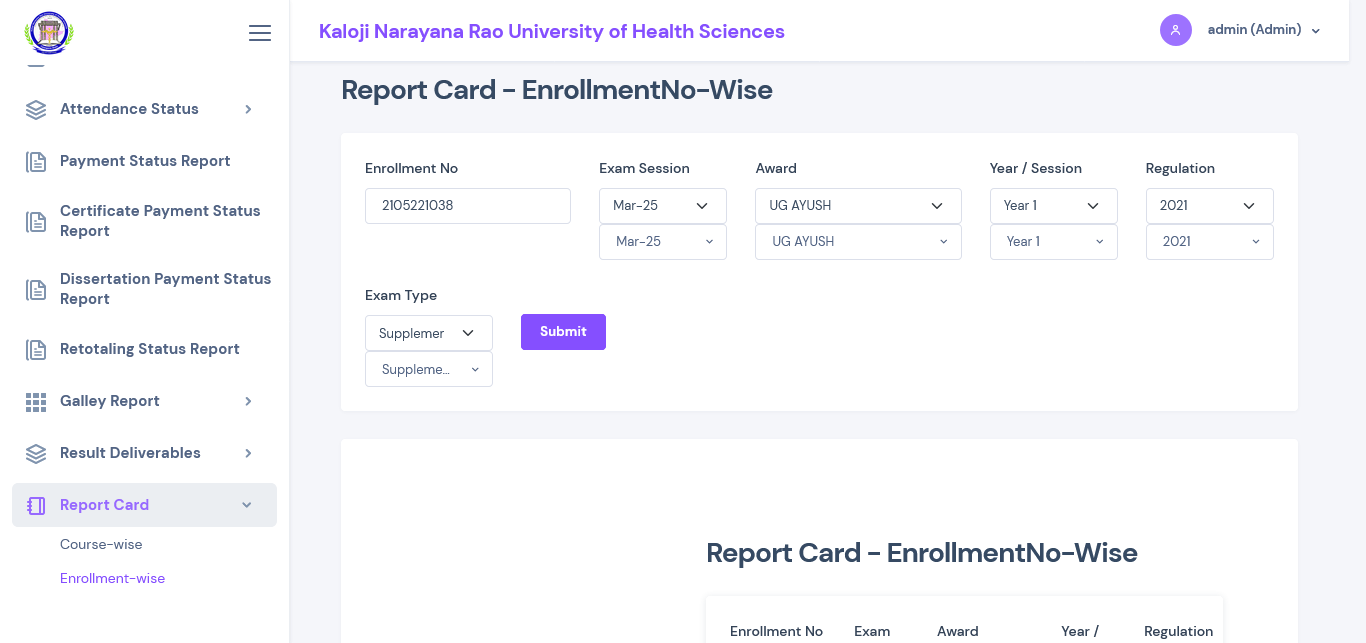 Kaloji Narayana Rao University of Health Sciences
admin (Admin)
Attendance Status
Payment Status Report
Certificate Payment Status
Report
Dissertation Payment Status
Report
Retotaling Status Report
Galley Report
Result Deliverables
Report Card
Course-wise
Enrollment-wise
Report Card - EnrollmentNo-Wise
Enrollment No
2105221038
Exam Session
Mar-25
Mar-25
Award
UG AYUSH
UG AYUSH
Year / Session
Year 1
Year 1
Regulation
2021
2021
Exam Type
Supplemer
Suppleme...
Submit
Report Card - EnrollmentNo-Wise
Enrollment No Exam Award Year / Regulation